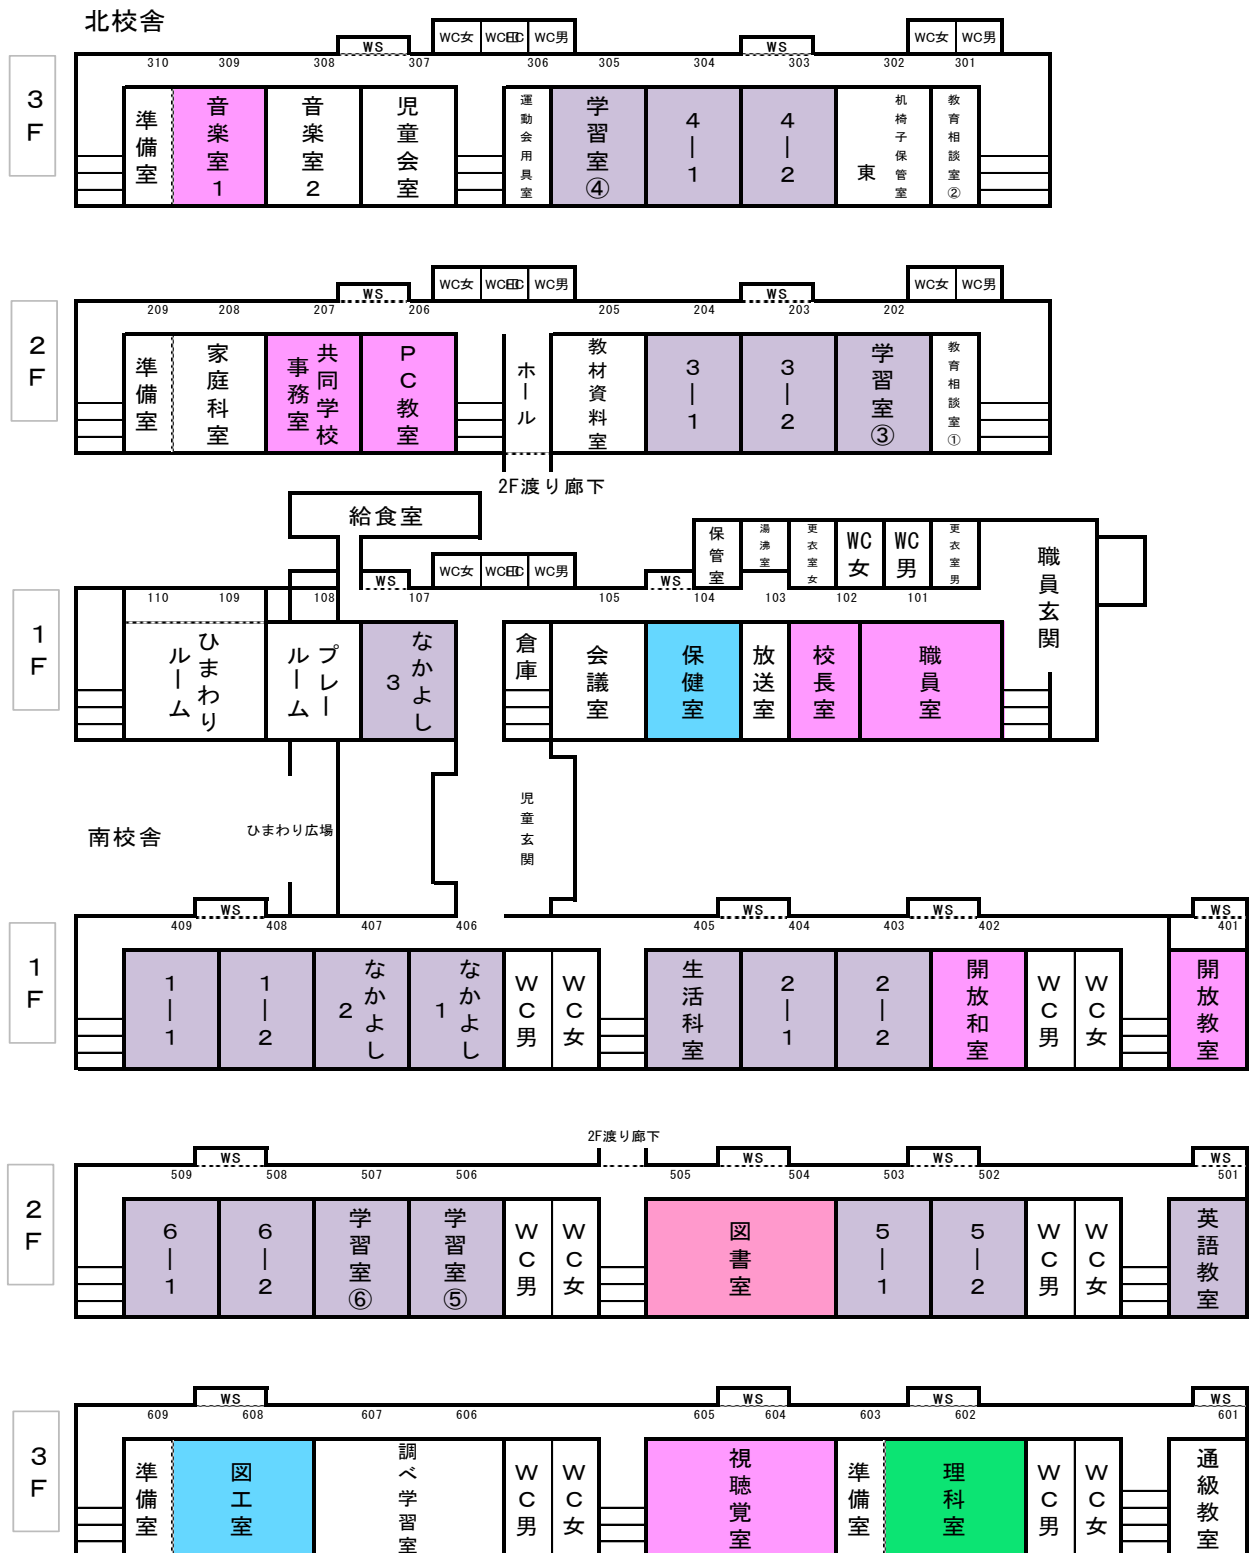 北校舎
3F
WS
WC女
WC男
WS
WC女
WC男
310
309
308
307
306
305
304
303
302
301
準備室
音楽室1
音楽室2
児童会室
運動会用具室
学習室④
4ー1
4ー2
東
机椅子保管室
教育相談室②
2F
WS
WC女
WC男
WS
WC女
WC男
209
208
207
206
205
204
203
202
準備室
家庭科室
共同学校
事務室
PC教室
ホール
教材資料室
3ー1
3ー2
学習室③
教育相談室①
2F渡り廊下
給食室
1F
WS
WC女
WC男
WS
保管室
湯沸室
更衣室女
WC女
WC男
更衣室男
職員玄関
110
109
108
107
105
104
103
102
101
ひまわり
ルーム
プレー
ルーム
なかよし
3
倉庫
会議室
保健室
放送室
校長室
職員室
児童玄関
ひまわり広場
南校舎
1F
WS
WS
WS
WS
409
408
407
406
405
404
403
402
401
1ー1
1ー2
なかよし
2
なかよし
1
WC男
WC女
生活科室
2ー1
2ー2
開放和室
WC男
WC女
開放教室
2F渡り廊下
2F
WS
WS
WS
WS
509
508
507
506
505
504
503
502
501
6ー1
6ー2
学習室⑥
学習室⑤
WC男
WC女
図書室
5ー1
5ー2
WC男
WC女
英語教室
3F
WS
WS
WS
WS
609
608
607
606
605
604
603
602
601
準備室
図工室
調べ学習室
WC男
WC女
視聴覚室
準備室
理科室
WC男
WC女
通級教室